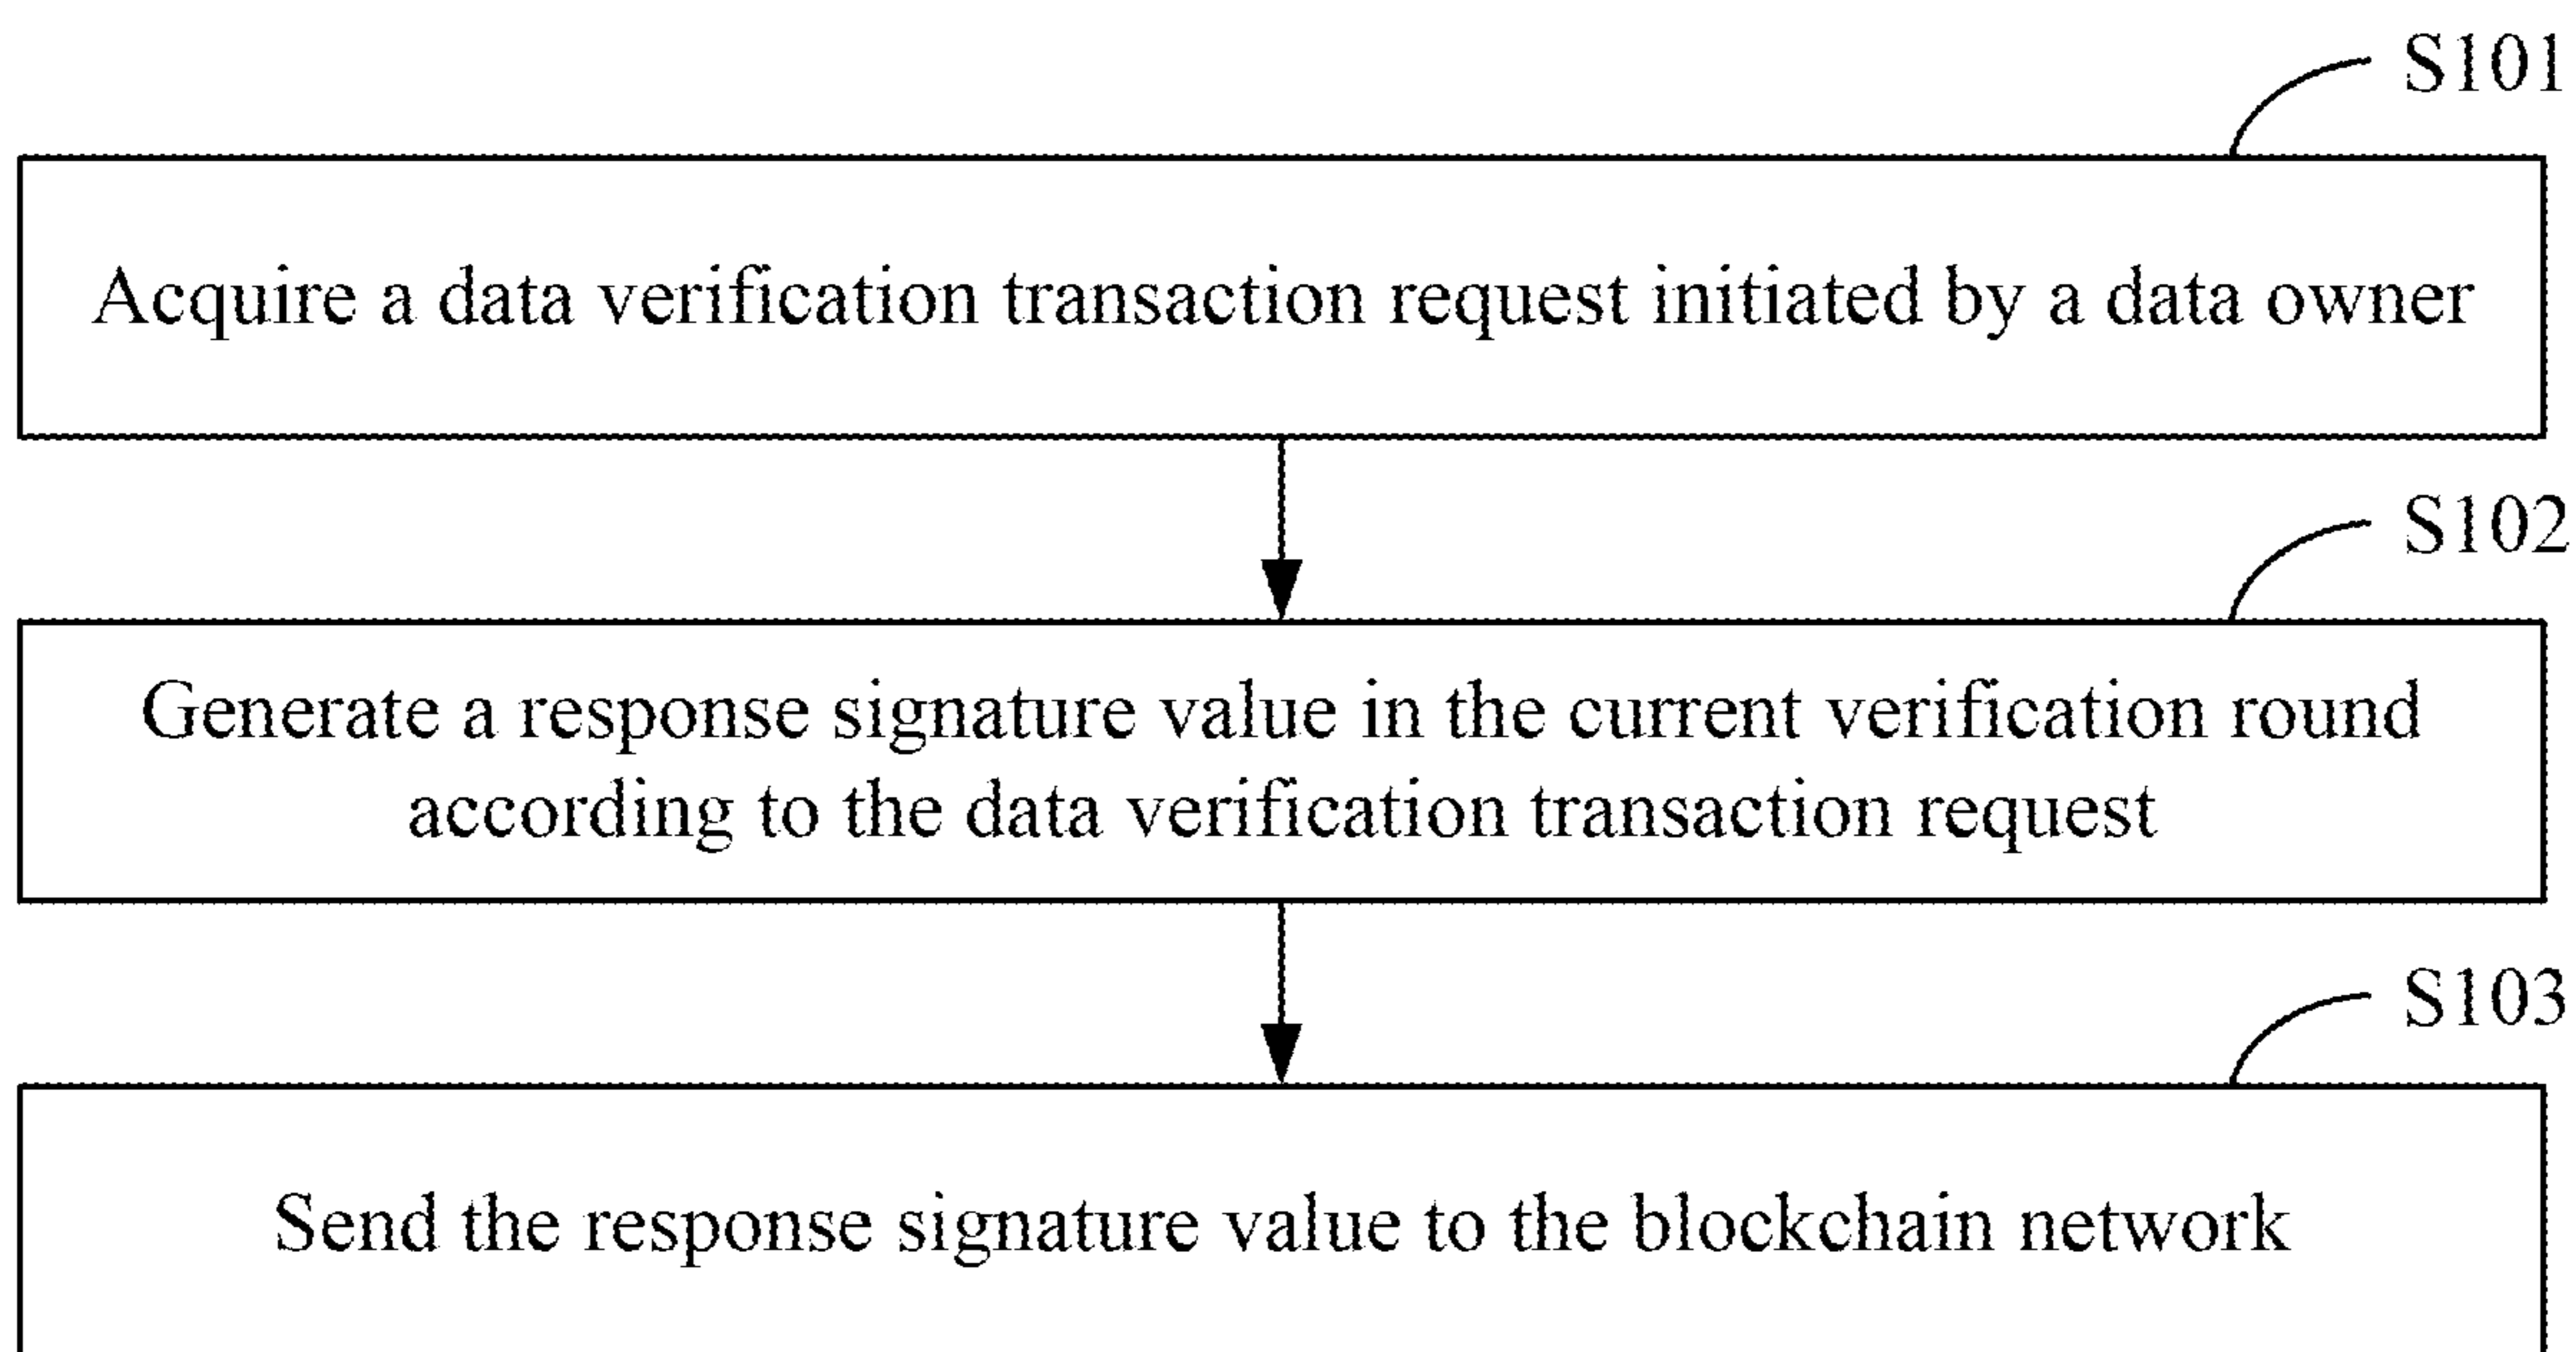 S101
Acquire a data verification transaction request initiated by a data owner
S102
Generate a response signature value in the current verification round
according to the data verification transaction request
S103
Send the response signature value to the blockchain network